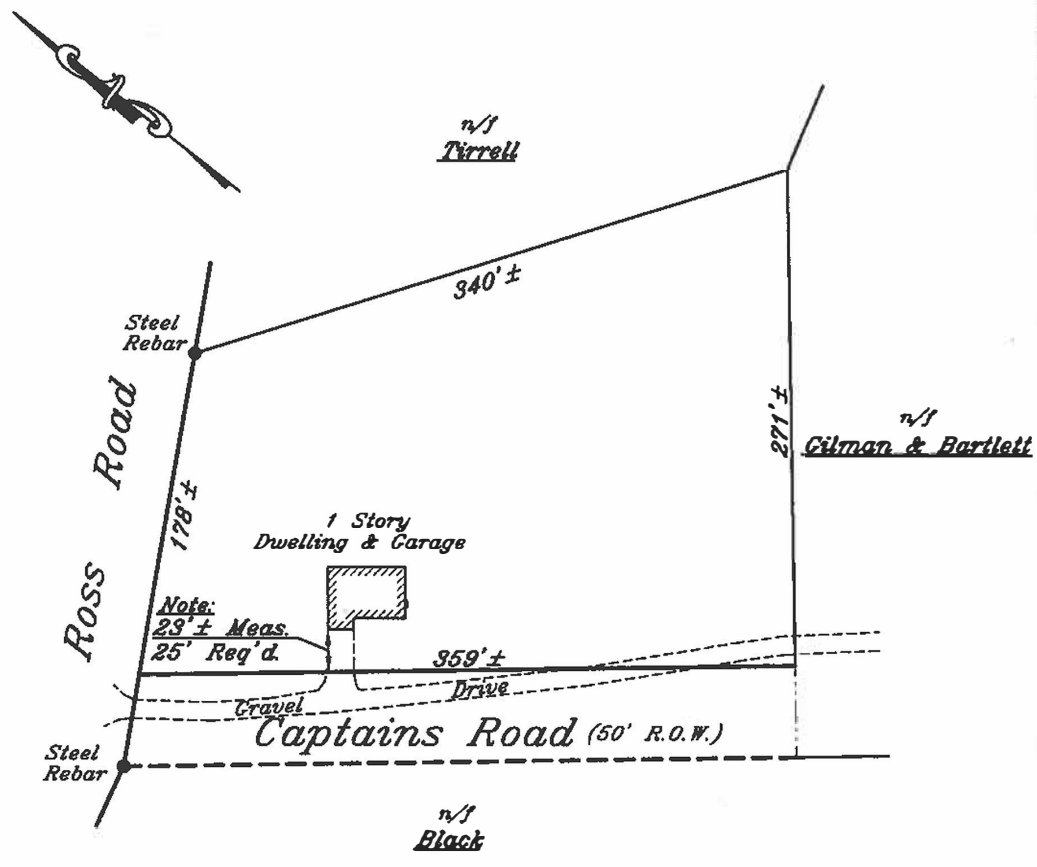 n/f
Tirrell
340'±
Steel
Rebar
Ross Road
178'±
271'±
n/f
Gilman & Bartlett
1 Story
Dwelling & Garage
Note:
23'± Meas.
25' Req'd.
359'±
Gravel Drive
Captains Road (50' R.O.W.)
Steel
Rebar
n/f
Black